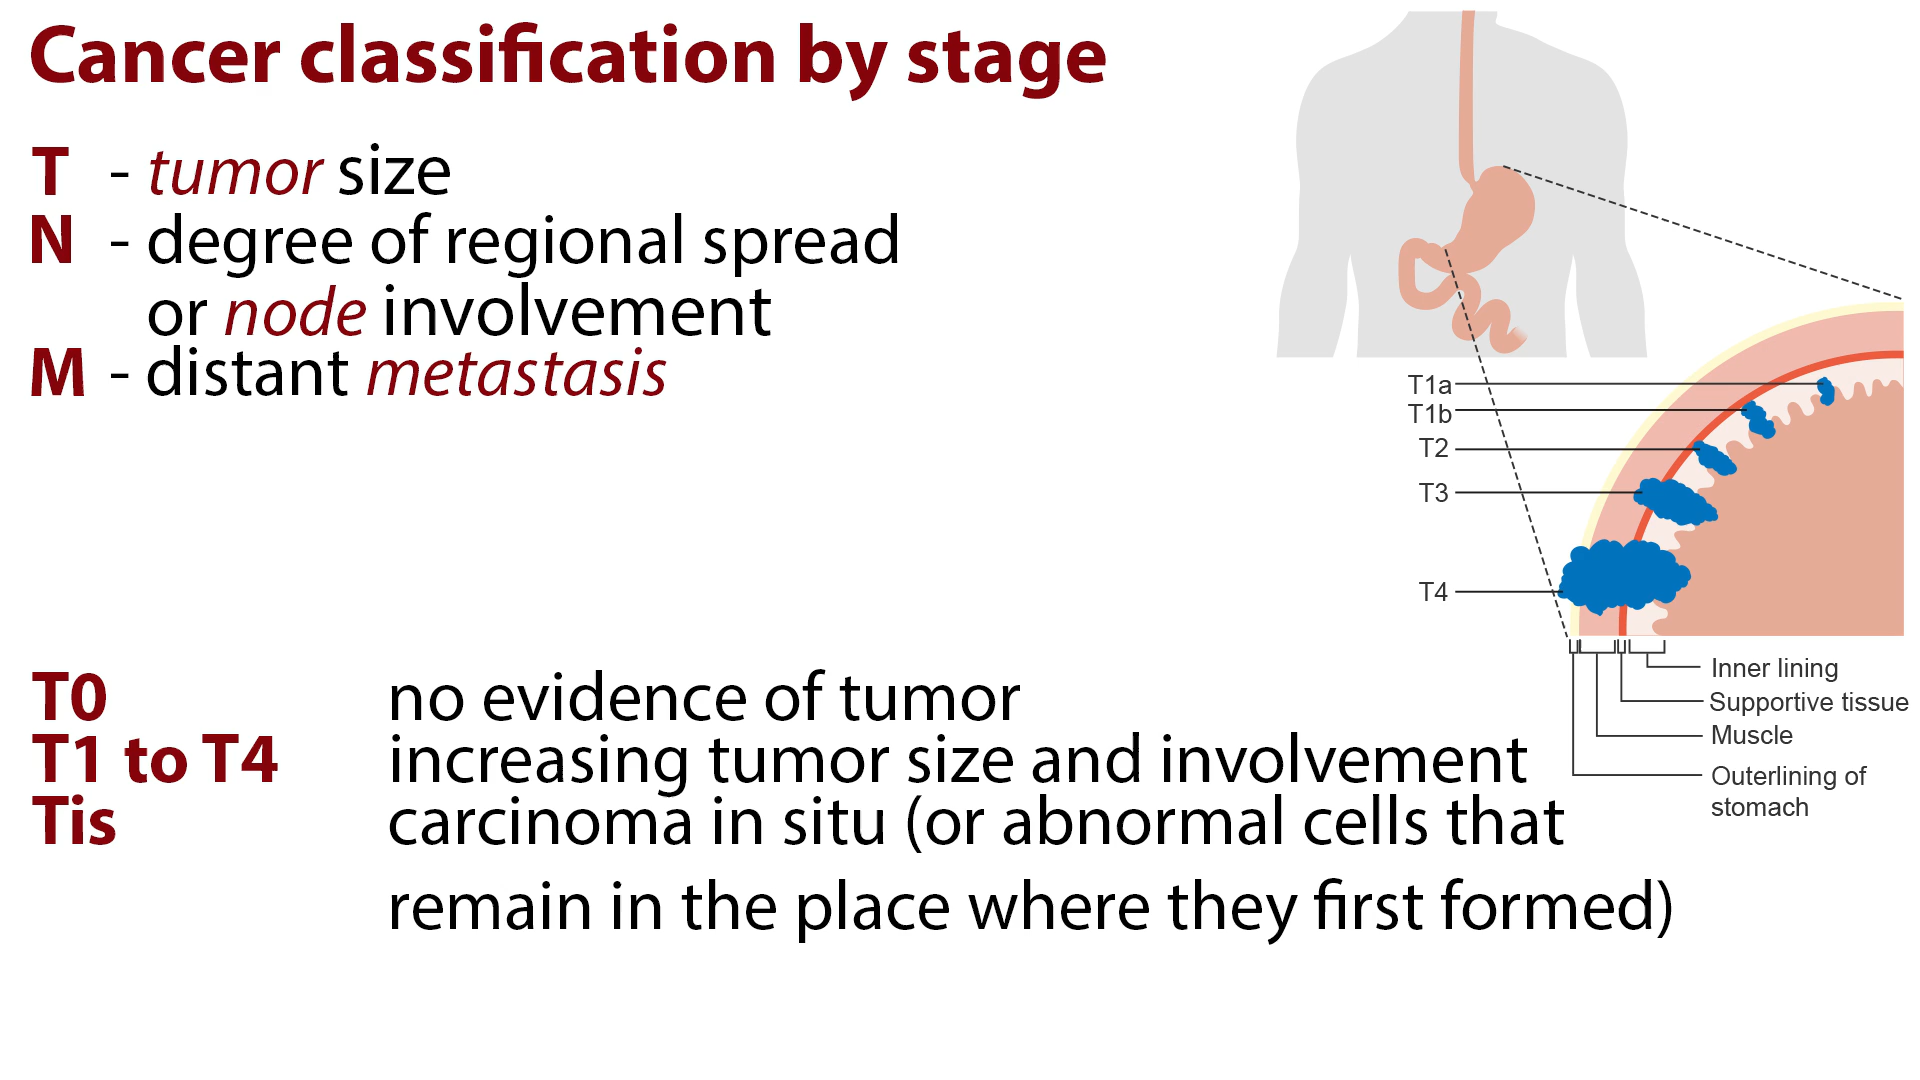 Cancer classification by stage
T - tumor size
N - degree of regional spread
or node involvement
M - distant metastasis
T1a
T1b
T2
T3
T4
Inner lining
Supportive tissue
Muscle
Outerlining of
stomach
T0 no evidence of tumor
T1 to T4 increasing tumor size and involvement
Tis carcinoma in situ (or abnormal cells that
remain in the place where they first formed)